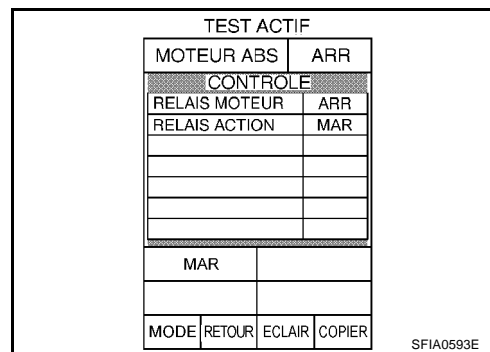 TEST ACTIF
MOTEUR ABS ARR
CONTROLE
RELAIS MOTEUR ARR
RELAIS ACTION MAR
MAR
MODE RETOUR ECLAIR COPIER
SFIA0593E